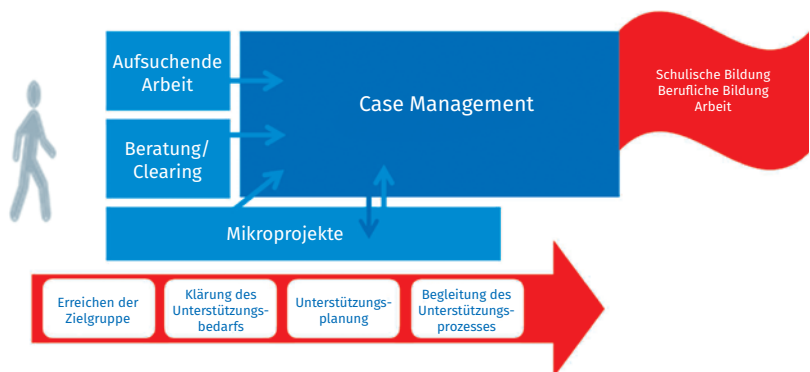 Aufsuchende
Arbeit
Case Management
Schulische Bildung
Berufliche Bildung
Arbeit
Beratung/
Clearing
Mikroprojekte
Erreichen der
Zielgruppe
Klärung des
Unterstützungs-
bedarfs
Unterstützungs-
planung
Begleitung des
Unterstützungs-
prozesses